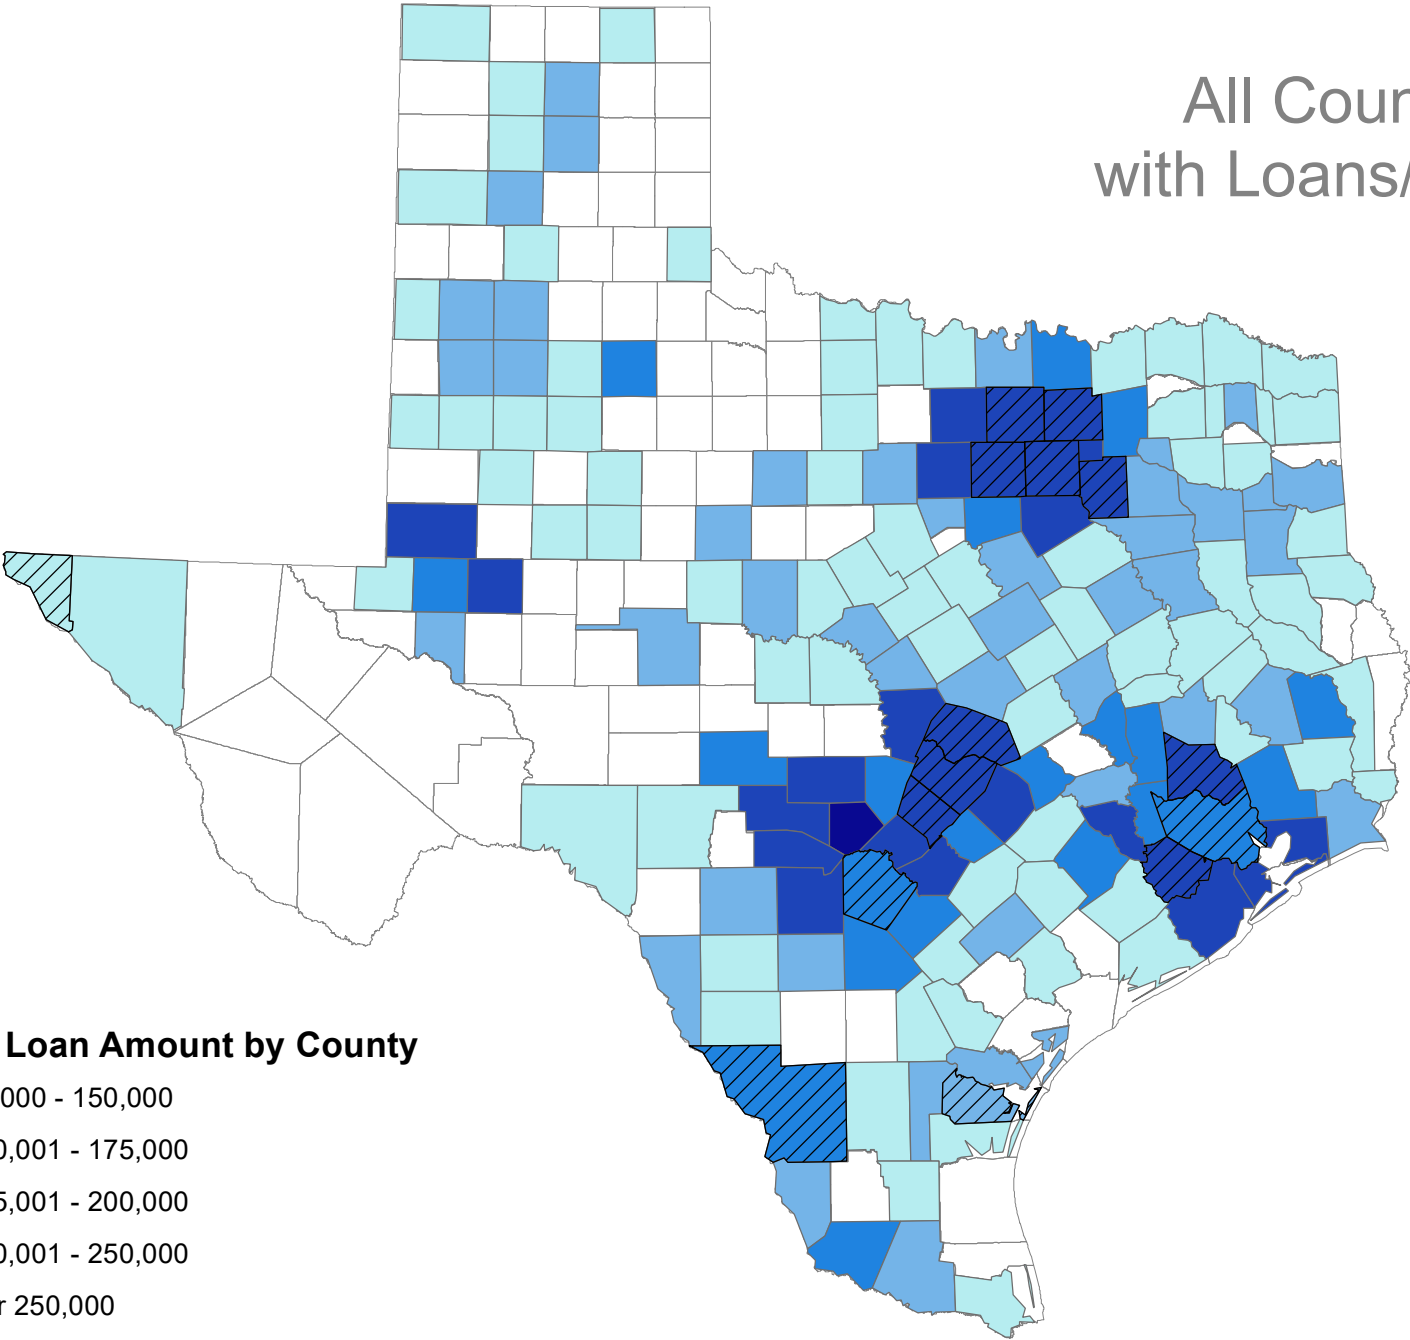 All Coun
with Loans/
Loan Amount by County
000 - 150,000
0,001 - 175,000
5,001 - 200,000
0,001 - 250,000
r 250,000